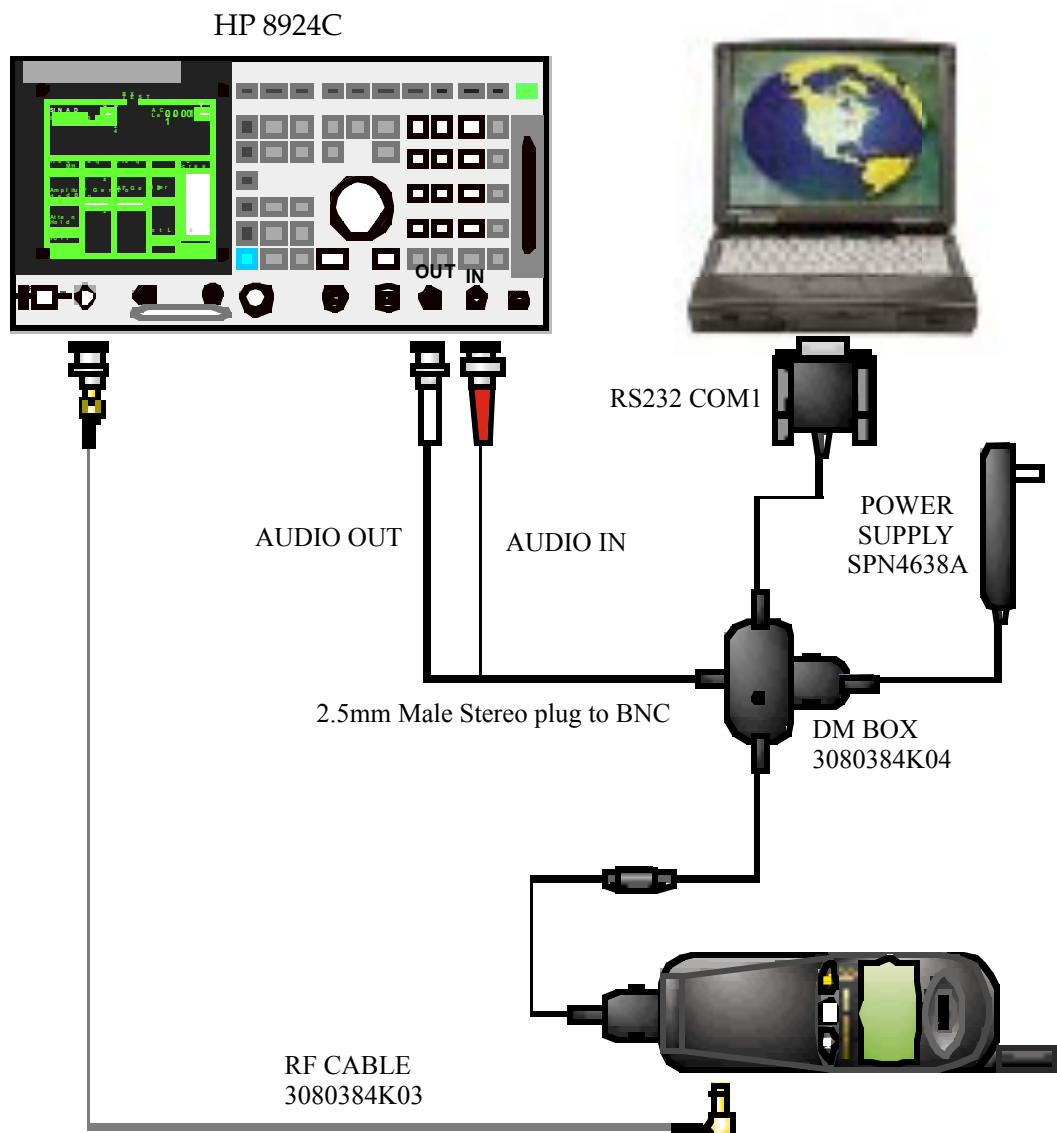 HP 8924C
OUT IN
RS232 COM1
POWER
SUPPLY
SPN4638A
AUDIO OUT
AUDIO IN
2.5mm Male Stereo plug to BNC
DM BOX
3080384K04
RF CABLE
3080384K03